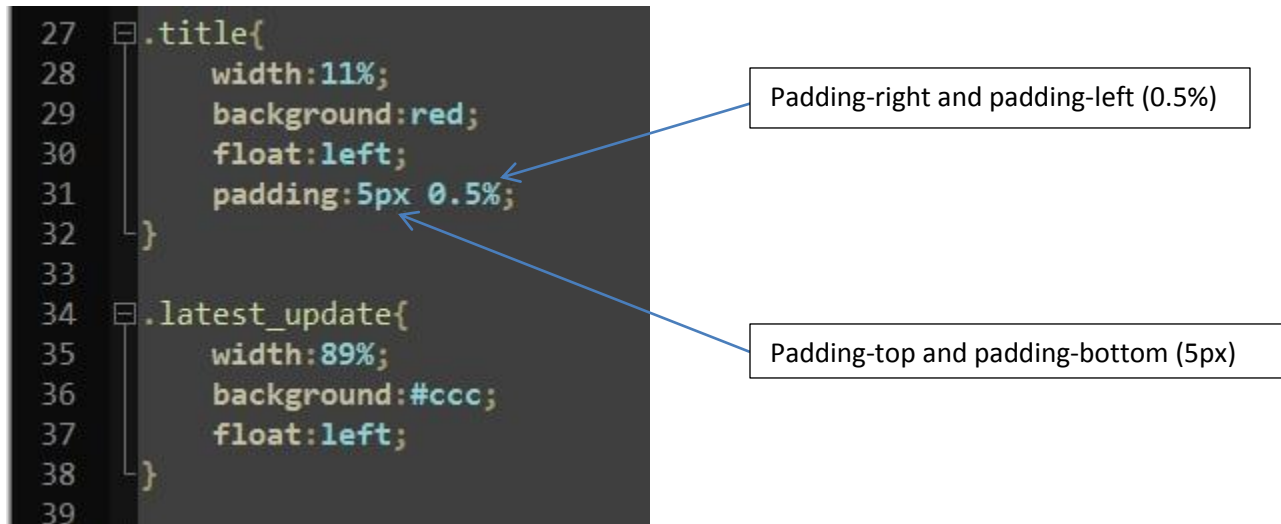 27 .title{
28 width:11%;
29 background:red;
30 float:left;
31 padding:5px 0.5%;
32 }
33
34 .latest_update{
35 width:89%;
36 background:#ccc;
37 float:left;
38 }
39
Padding-right and padding-left (0.5%)
Padding-top and padding-bottom (5px)